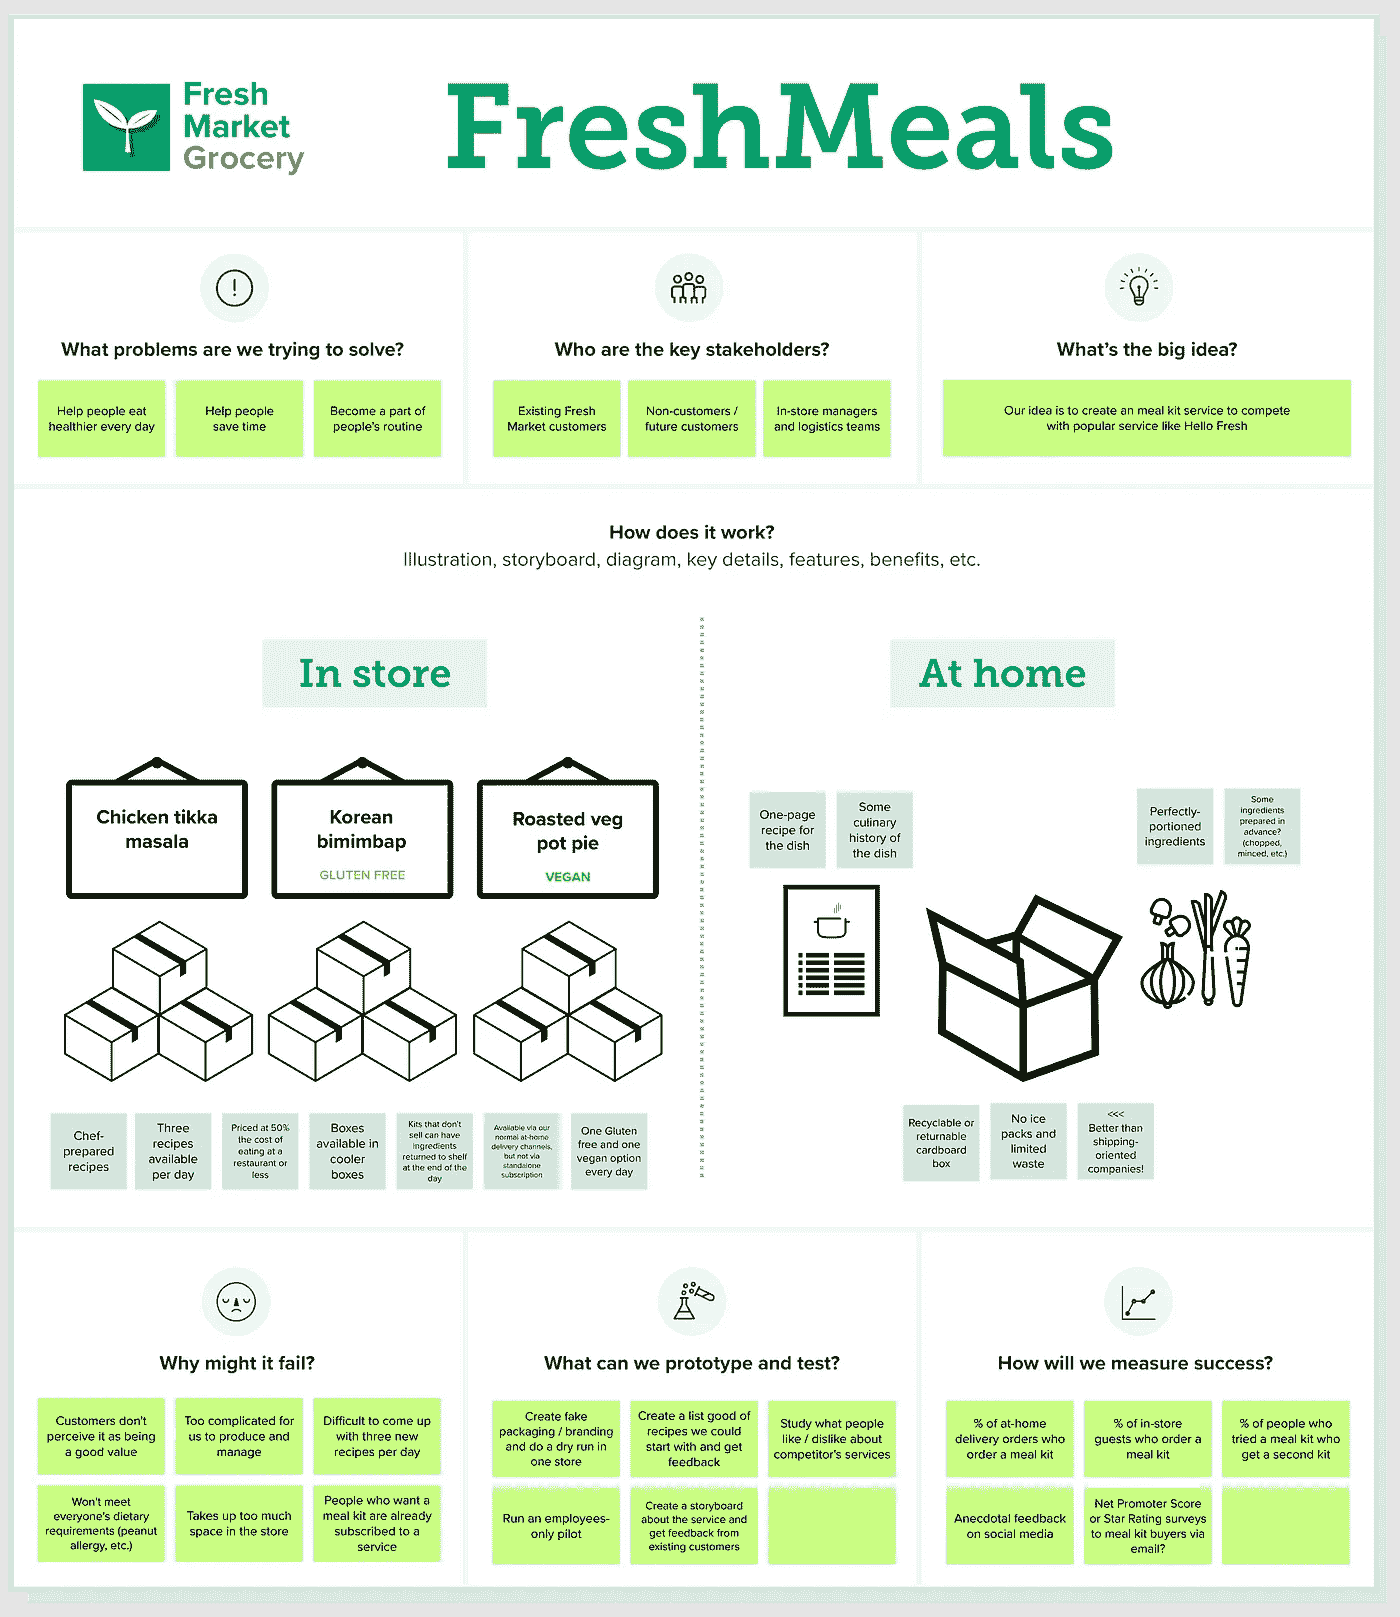 Fresh
Market
Grocery
FreshMeals
What problems are we trying to solve?
Help people eat
healthier every day
Help people
save time
Become a part of
people's routine
Who are the key stakeholders?
Existing Fresh
Market customers
Non-customers /
future customers
In-store managers
and logistics teams
What's the big idea?
Our idea is to create an meal kit service to compete
with popular service like Hello Fresh
How does it work?
Illustration, storyboard, diagram, key details, features, benefits, etc.
In store
Chicken tikka
masala
Korean
bimimbap
GLUTEN FREE
Roasted veg
pot pie
VEGAN
Chef-
prepared
recipes
Three
recipes
available
per day
Priced at 50%
the cost of
eating at a
restaurant or
less
Boxes
available in
cooler
boxes
Kits that don't
sell can have
ingredients
returned to shelf
at the end of the
day
Available via our
normal at-home
delivery channels,
but not via
standalone
subscription
One Gluten
free and one
vegan option
every day
At home
One-page
recipe for
the dish
Some
culinary
history of
the dish
Perfectly-
portioned
ingredients
Some
ingredients
prepared in
advance?
(chopped,
minced, etc.)
Recyclable or
returnable
cardboard
box
No ice
packs and
limited
waste
<<<
Better than
shipping-
oriented
companies!
Why might it fail?
Customers don't
perceive it as being
a good value
Too complicated for
us to produce and
manage
Difficult to come up
with three new
recipes per day
Won't meet
everyone's dietary
requirements (peanut
allergy, etc.)
Takes up too much
space in the store
People who want a
meal kit are already
subscribed to a
service
What can we prototype and test?
Create fake
packaging / branding
and do a dry run in
one store
Create a list good of
recipes we could
start with and get
feedback
Study what people
like / dislike about
competitor's services
Run an employees-
only pilot
Create a storyboard
about the service and
get feedback from
existing customers
How will we measure success?
% of at-home
delivery orders who
order a meal kit
% of in-store
guests who order a
meal kit
% of people who
tried a meal kit who
get a second kit
Anecdotal feedback
on social media
Net Promoter Score
or Star Rating surveys
to meal kit buyers via
email?